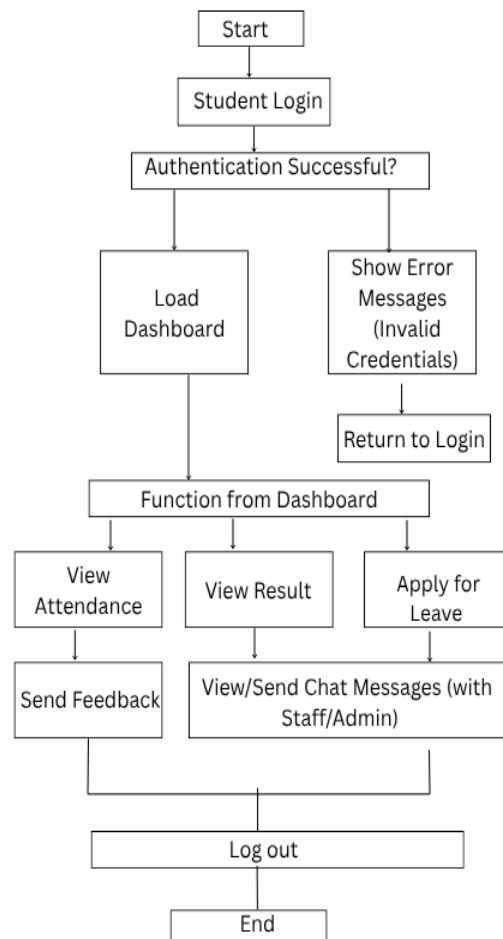 Start
Student Login
Authentication Successful?
Load
Dashboard
Show Error
Messages
(Invalid
Credentials)
Return to Login
Function from Dashboard
View
Attendance
View Result
Apply for
Leave
Send Feedback
View/Send Chat Messages (with
Staff/Admin)
Log out
End